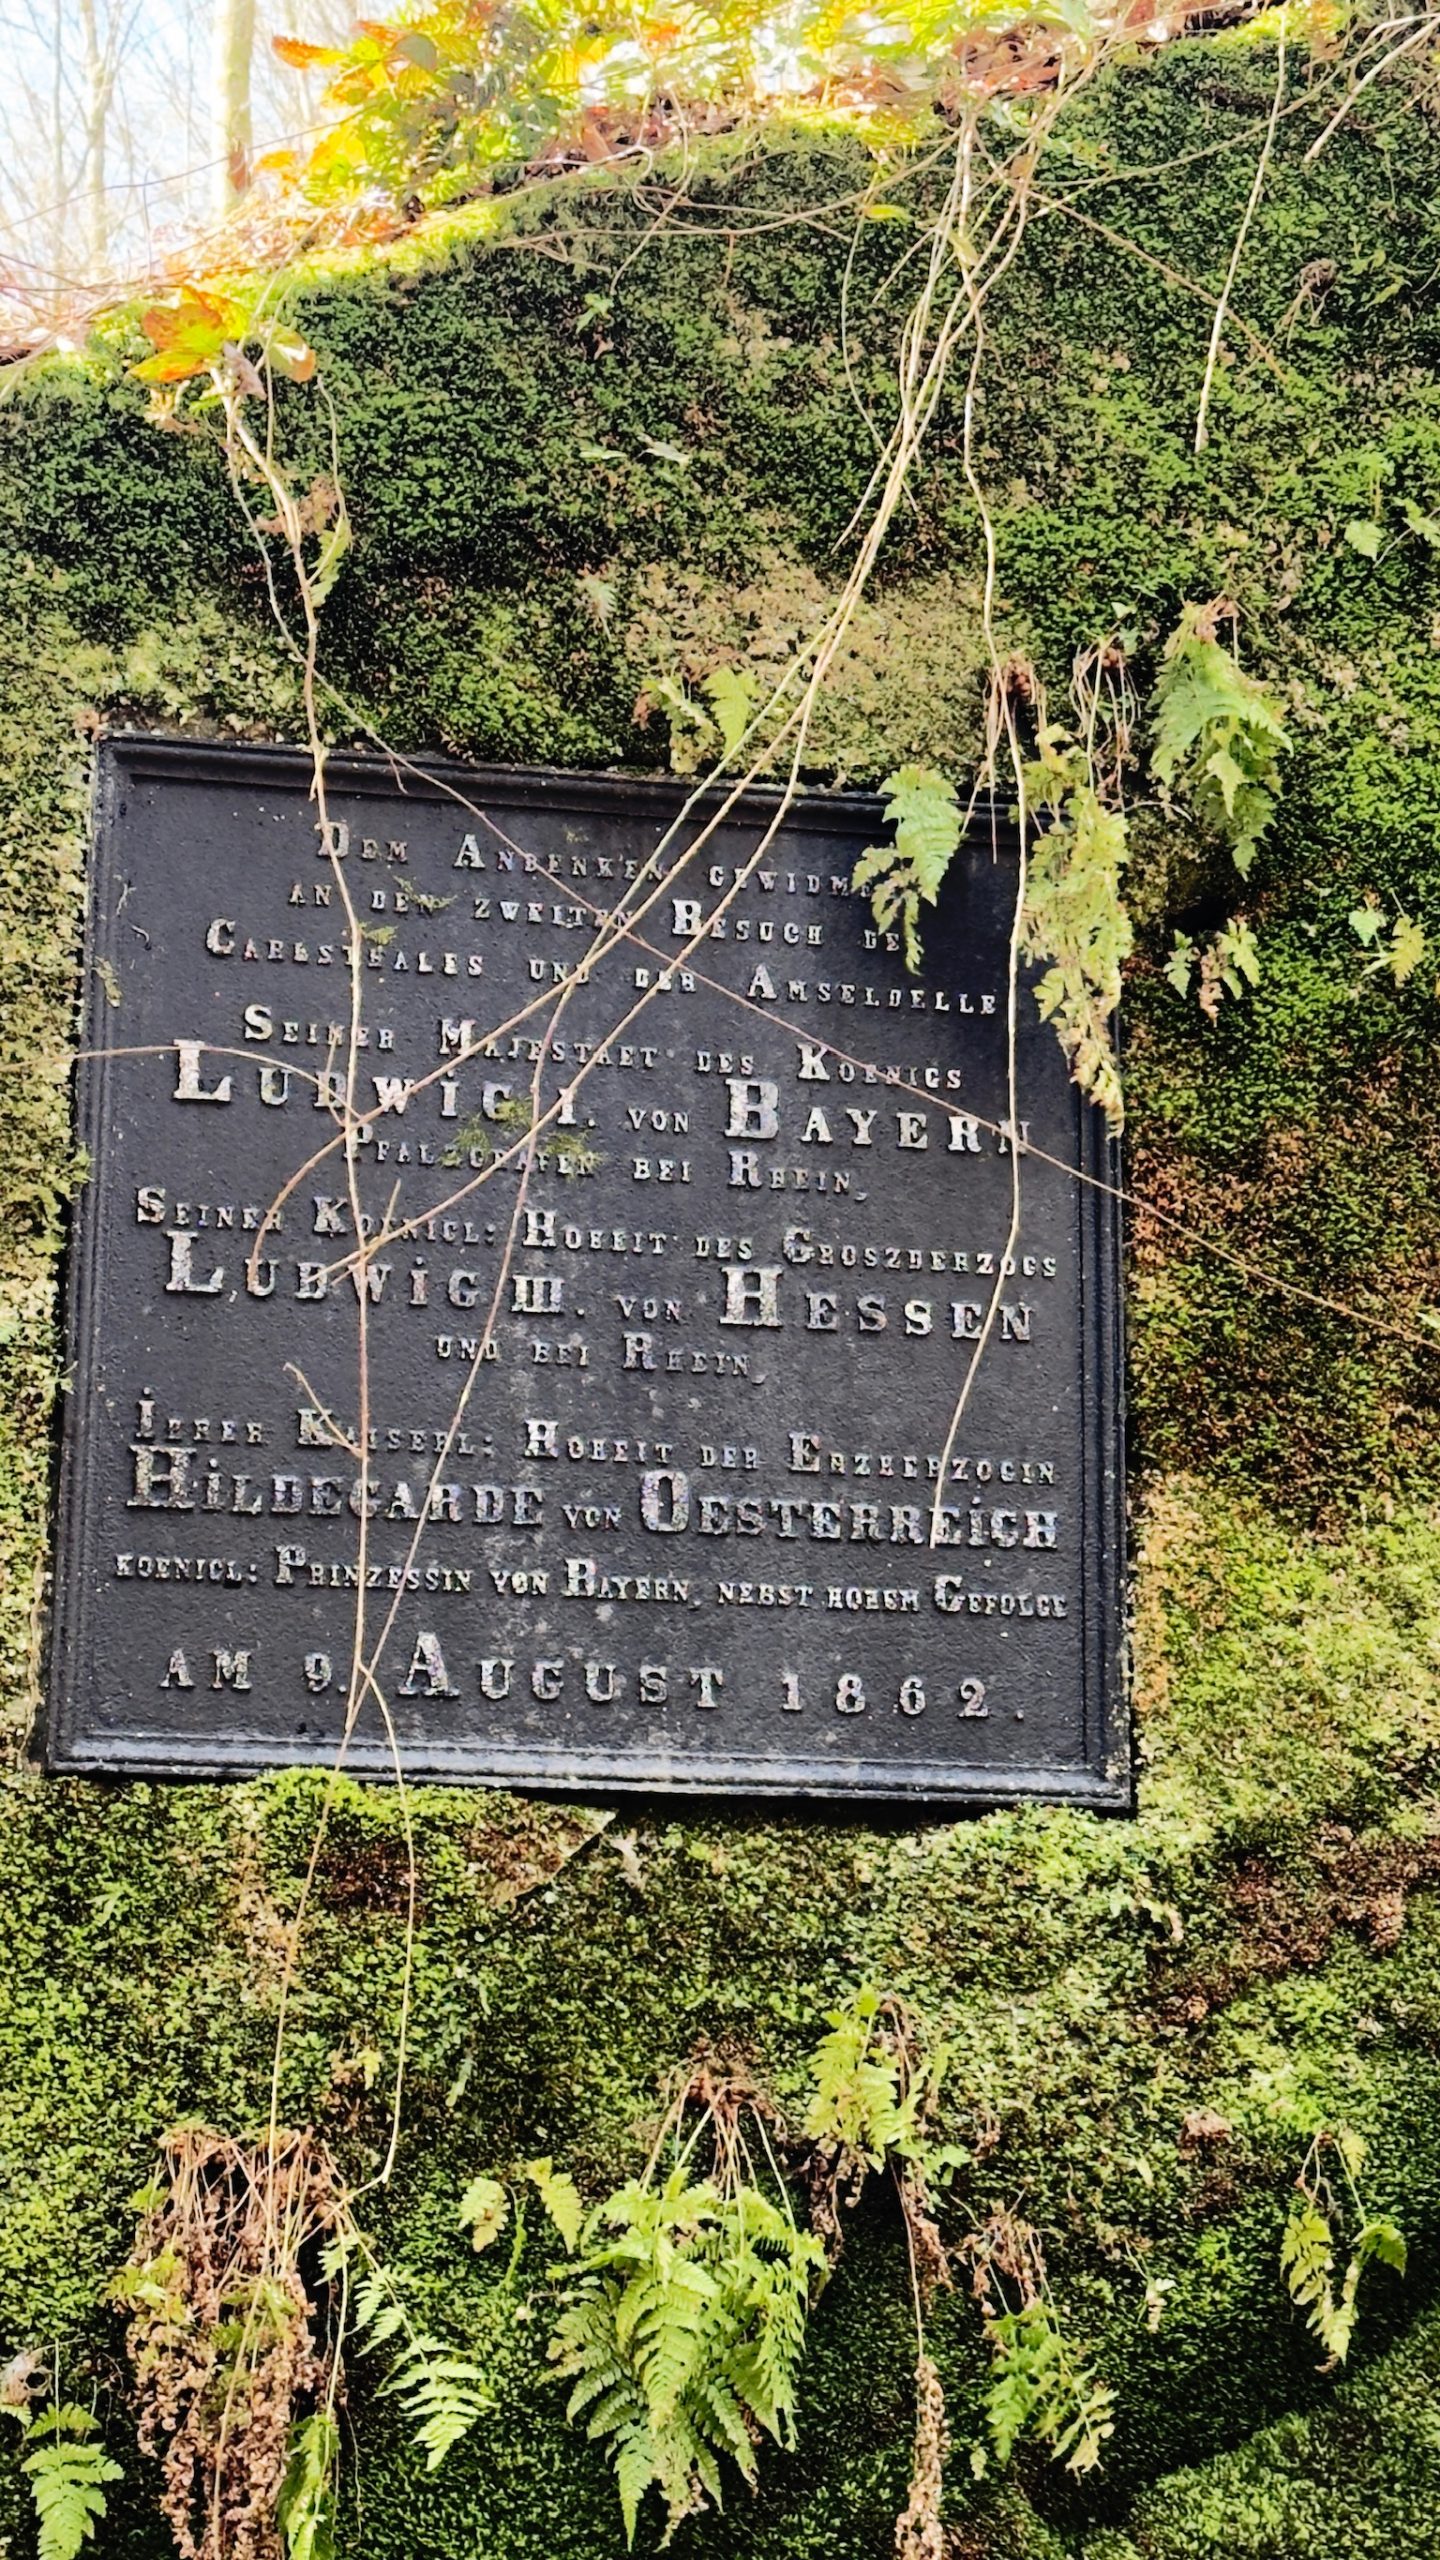 Dem Andenken gewidmet
an den zweiten Besuch des
Carlsthales und der Amseldelle
Seiner Majestaet des Koenigs
Ludwig I. von Bayern
Pfalzgrafen bei Rhein,
Seiner Koenigl: Hoheit des Groszherzogs
Ludwig III. von Hessen
und bei Rhein,
Ihrer Kaiserl: Hoheit der Erzherzogin
Hildegarde von Oesterreich
koenigl: Prinzessin von Bayern, nebst hohem Gefolge
am 9. August 1862.